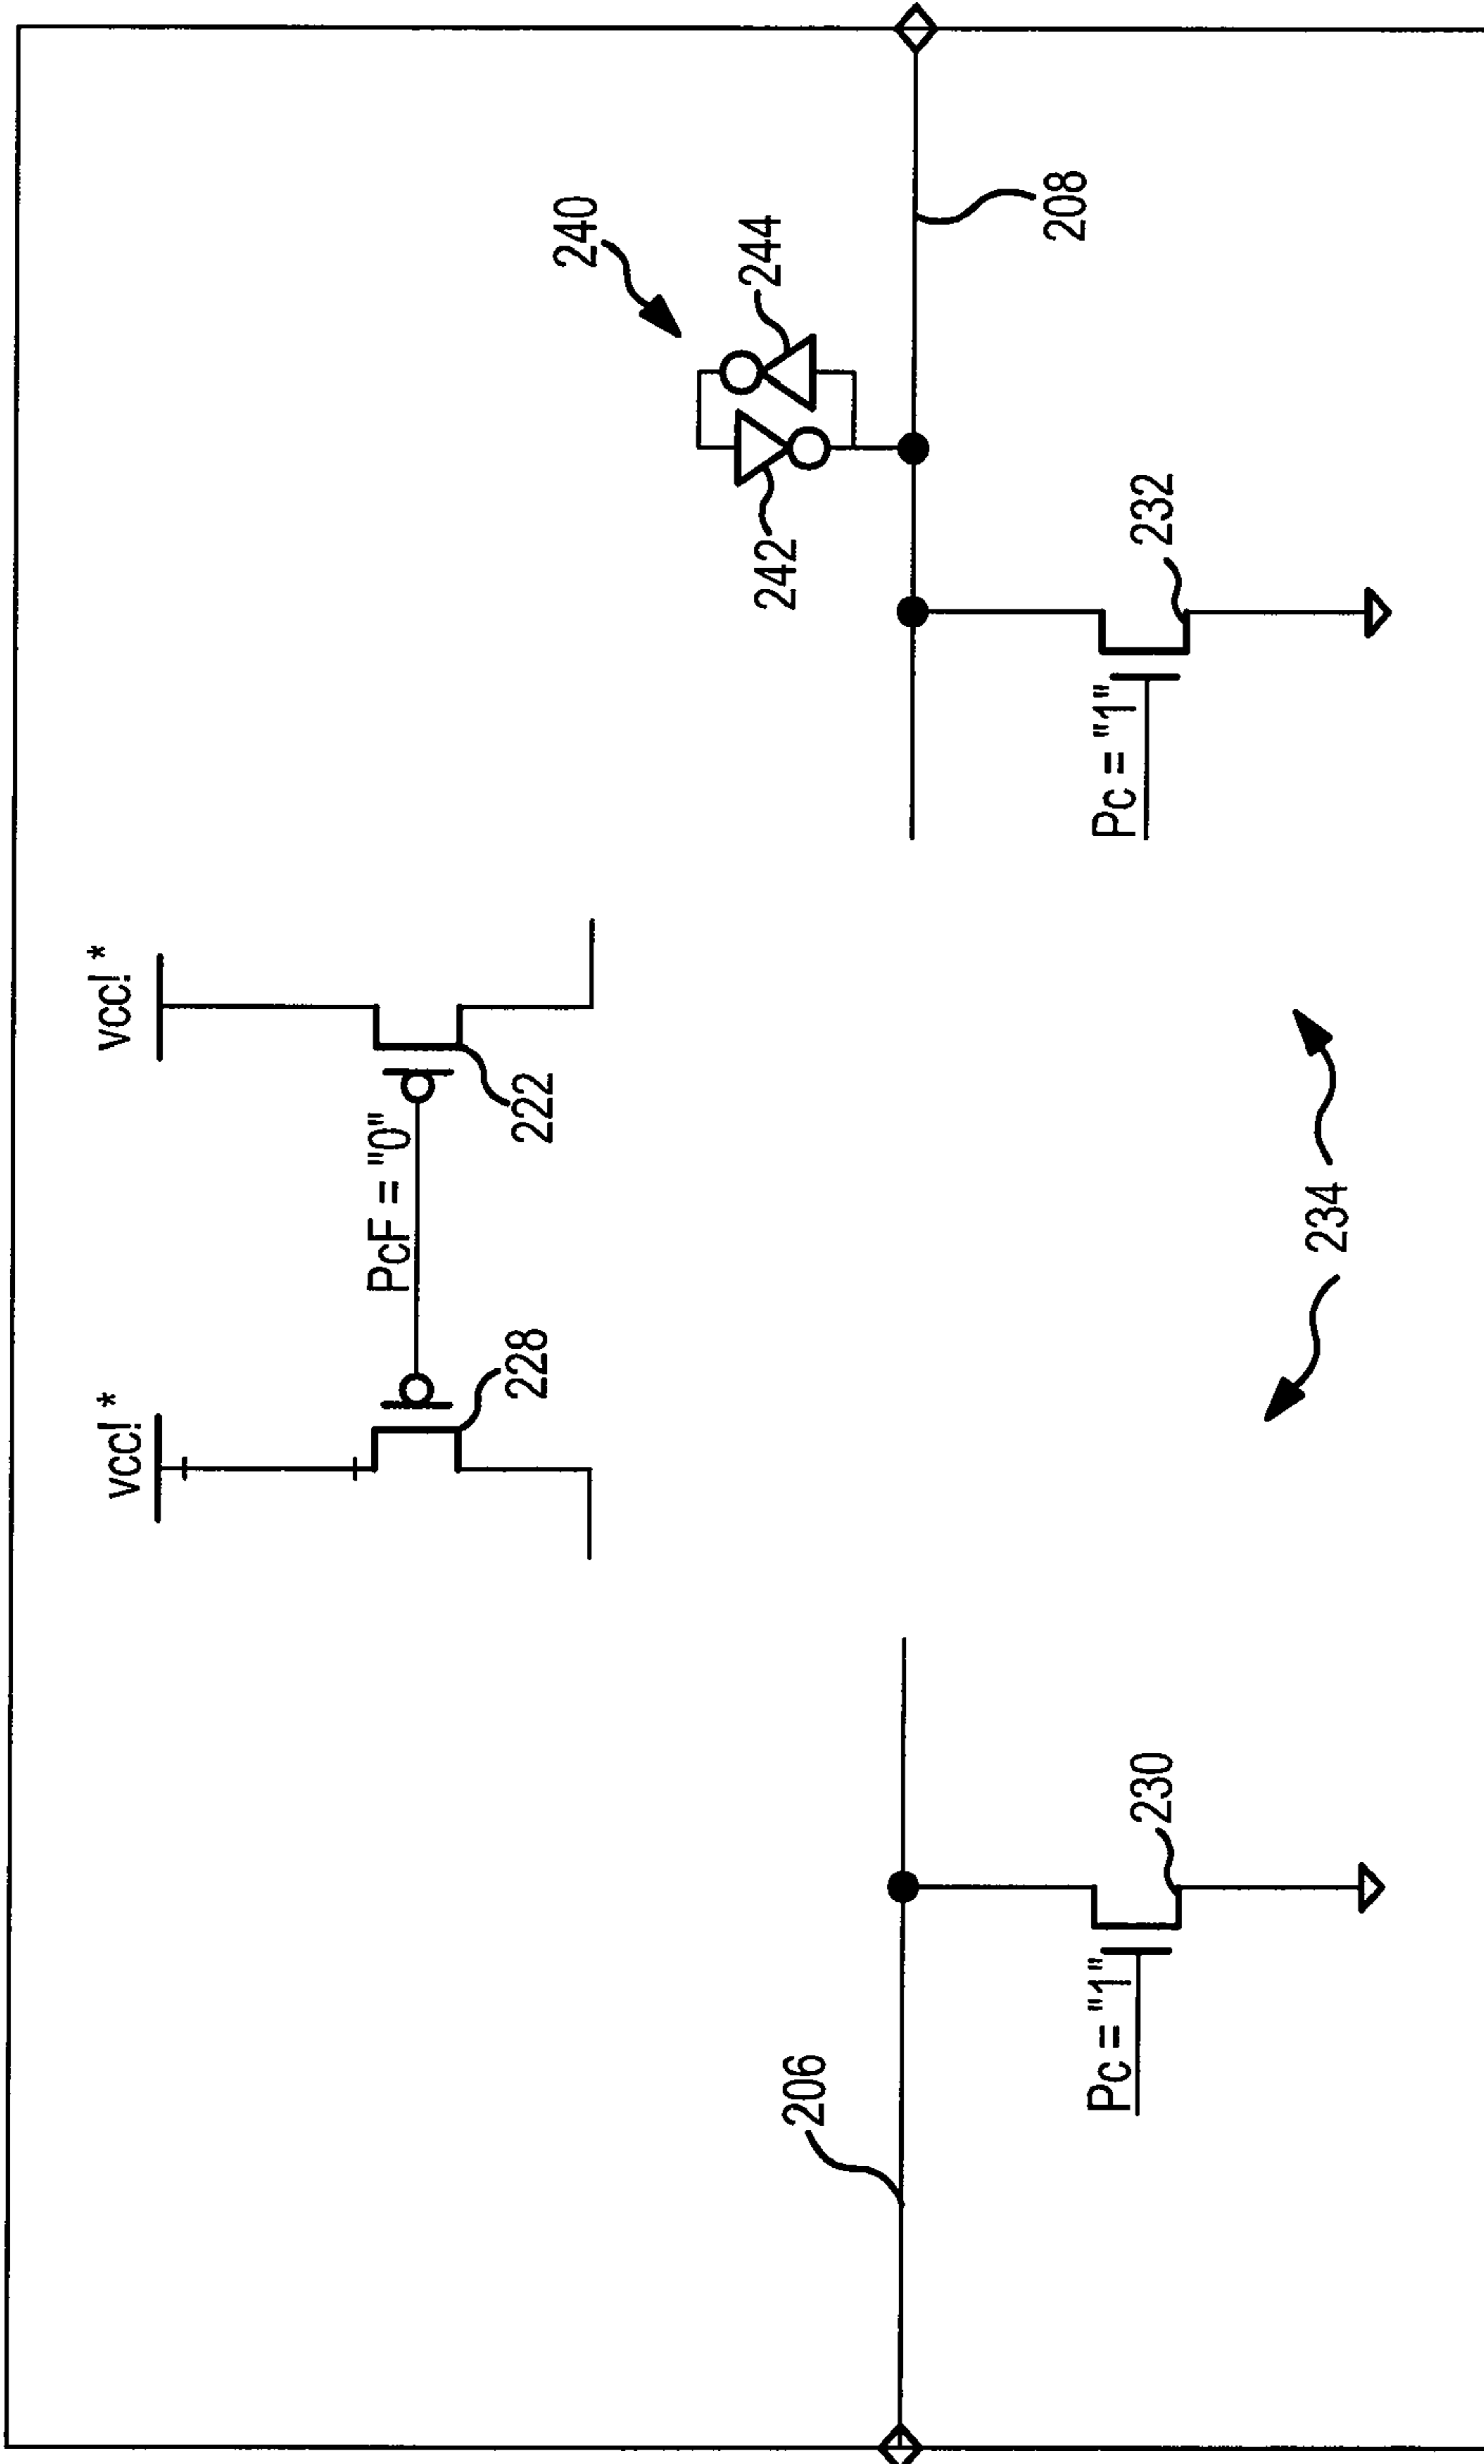 vcc!*
vcc!*
PcF = "0"
228
222
240
244
242
206
208
Pc = "1"
230
Pc = "1"
232
234